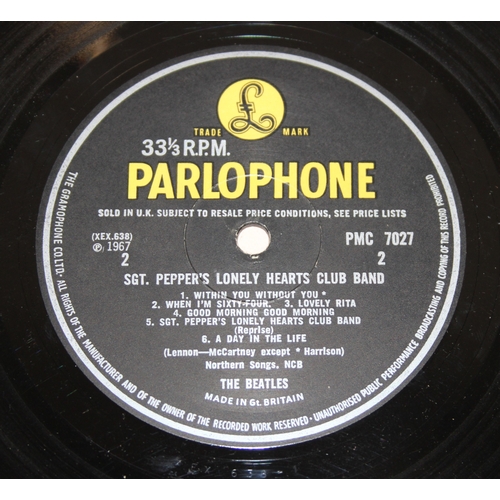 £
TRADE MARK
33⅓ R.P.M.
PARLOPHONE
SOLD IN U.K. SUBJECT TO RESALE PRICE CONDITIONS, SEE PRICE LISTS
(XEX.638) PMC 7027
℗ 1967
2 2
SGT. PEPPER'S LONELY HEARTS CLUB BAND
1. WITHIN YOU WITHOUT YOU *
2. WHEN I'M SIXTY-FOUR. 3. LOVELY RITA
4. GOOD MORNING GOOD MORNING
5. SGT. PEPPER'S LONELY HEARTS CLUB BAND
(Reprise)
6. A DAY IN THE LIFE
(Lennon—McCartney except * Harrison)
Northern Songs, NCB
THE BEATLES
MADE IN GT. BRITAIN
THE GRAMOPHONE CO. LTD. - ALL RIGHTS OF THE MANUFACTURER AND OF THE OWNER OF THE RECORDED WORK RESERVED - UNAUTHORISED PUBLIC PERFORMANCE BROADCASTING AND COPYING OF THIS RECORD PROHIBITED